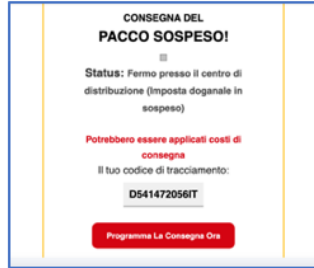 CONSEGNA DEL
PACCO SOSPESO!
Status: Fermo presso il centro di
distribuzione (Imposta doganale in
sospeso)
Potrebbero essere applicati costi di
consegna
Il tuo codice di tracciamento:
D541472056IT
Programma La Consegna Ora